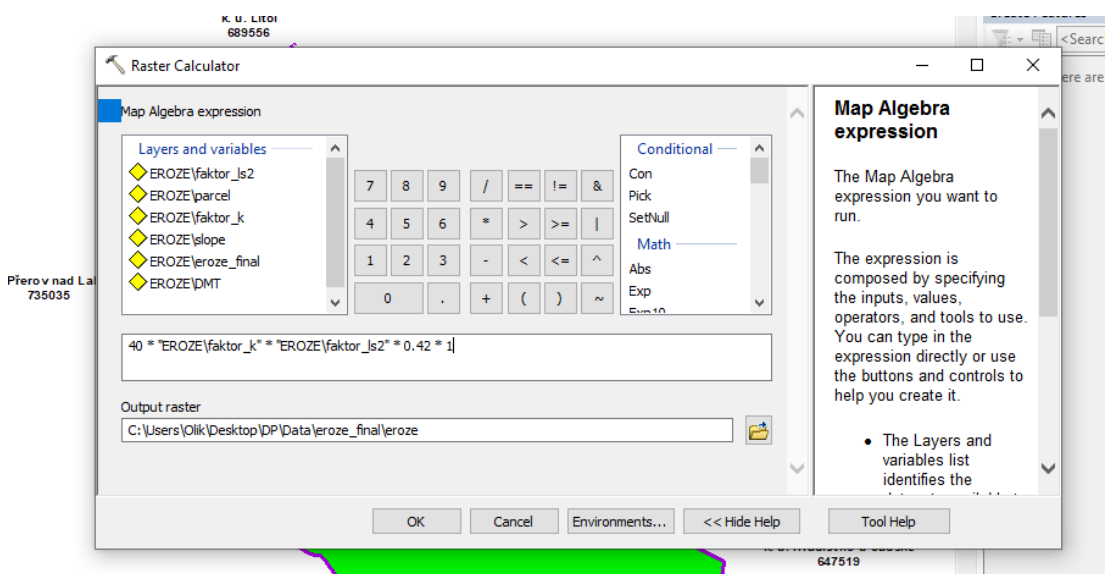 k. ú. Litol
689556
<Searc
ere are
Raster Calculator
Map Algebra expression
Layers and variables
EROZE\faktor_ls2
EROZE\parcel
EROZE\faktor_k
EROZE\slope
EROZE\eroze_final
EROZE\DMT
7 8 9 / == != &
4 5 6 * > >= |
1 2 3 - < <= ^
0 . + ( ) ~
Conditional
Con
Pick
SetNull
Math
Abs
Exp
Exp10
40 * "EROZE\faktor_k" * "EROZE\faktor_ls2" * 0.42 * 1
Output raster
C:\Users\Olik\Desktop\DP\Data\eroze_final\eroze
OK Cancel Environments... << Hide Help Tool Help
Map Algebra
expression
The Map Algebra
expression you want to
run.
The expression is
composed by specifying
the inputs, values,
operators, and tools to use.
You can type in the
expression directly or use
the buttons and controls to
help you create it.
• The Layers and
variables list
identifies the
Přerov nad Lab
735035
647519